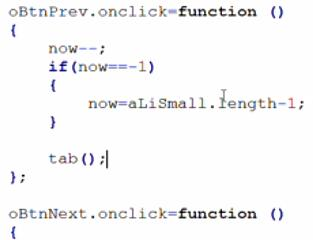 oBtnPrev.onclick=function ()
{
now--;
if(now==-1)
{
now=aLiSmall.length-1;
}
tab();
};
oBtnNext.onclick=function ()
{